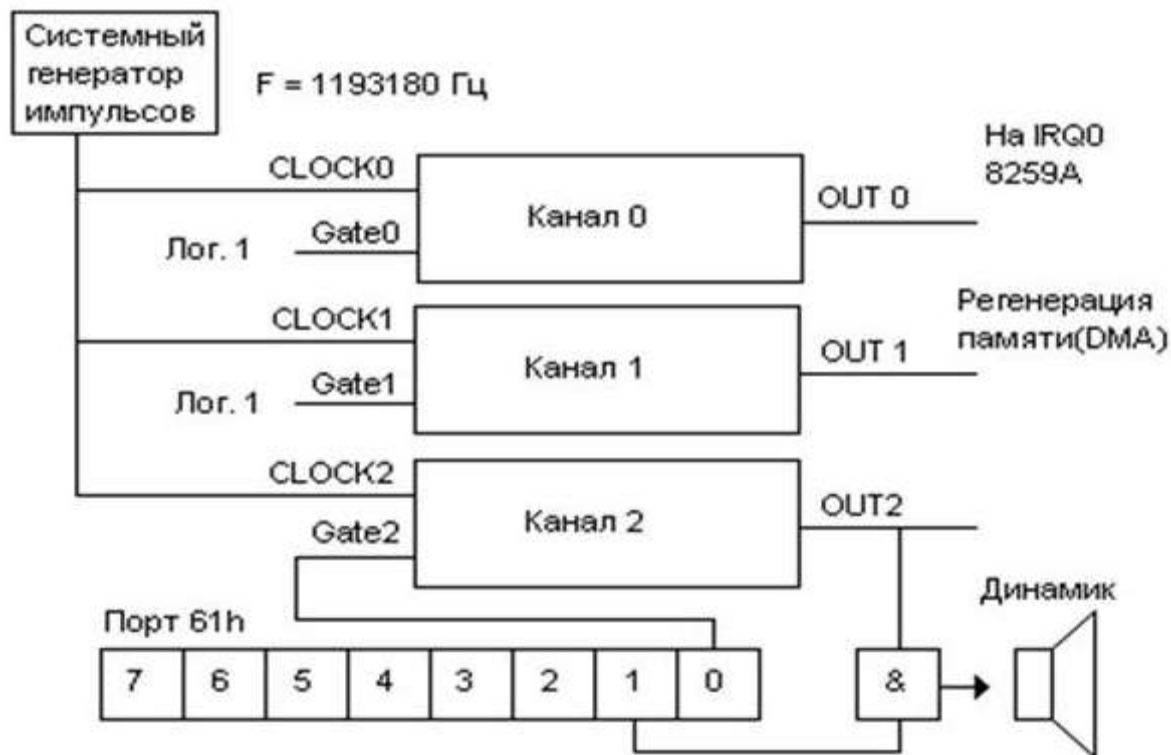 Системный
генератор
импульсов
F = 1193180 Гц
На IRQ0
8259A
CLOCK0
OUT 0
Канал 0
Gate0
Лог. 1
Регенерация
памяти(DMA)
CLOCK1
OUT 1
Канал 1
Gate1
Лог. 1
CLOCK2
OUT2
Канал 2
Gate2
Динамик
Порт 61h
7 6 5 4 3 2 1 0
&